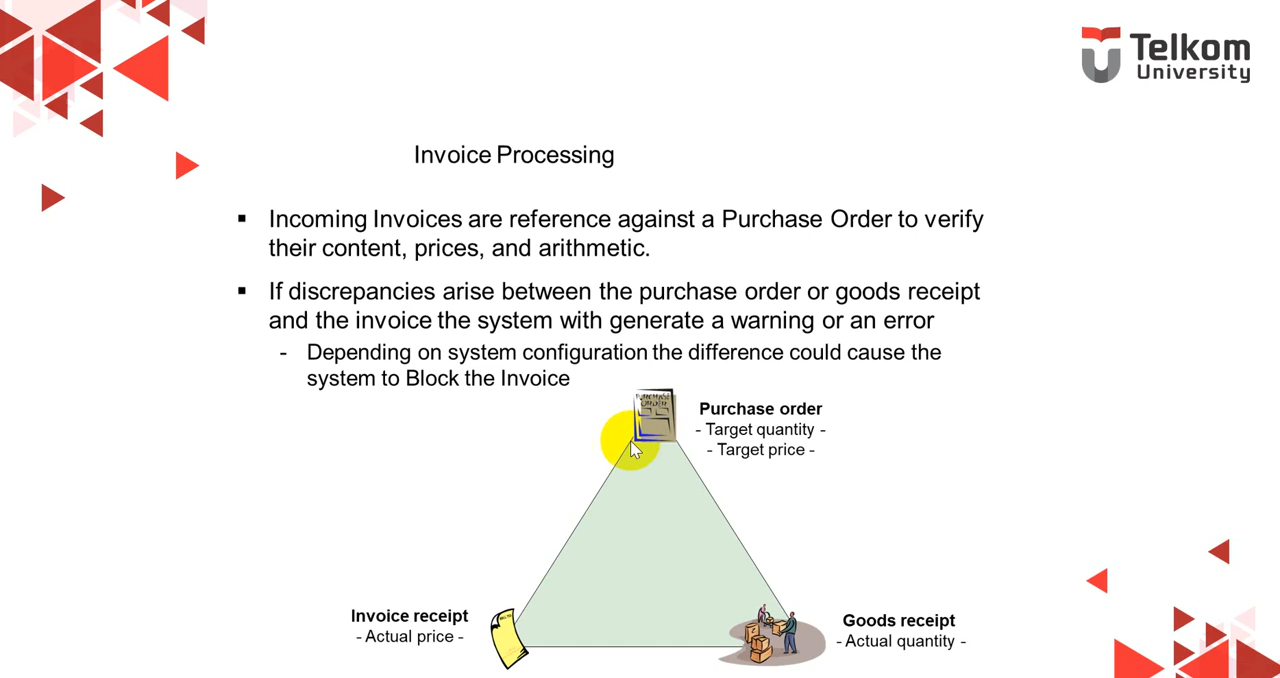 Telkom
University
Invoice Processing
▪ Incoming Invoices are reference against a Purchase Order to verify
their content, prices, and arithmetic.
▪ If discrepancies arise between the purchase order or goods receipt
and the invoice the system with generate a warning or an error
- Depending on system configuration the difference could cause the
system to Block the Invoice
PURCHASE
ORDER
Purchase order
- Target quantity -
- Target price -
Invoice receipt
- Actual price -
Goods receipt
- Actual quantity -